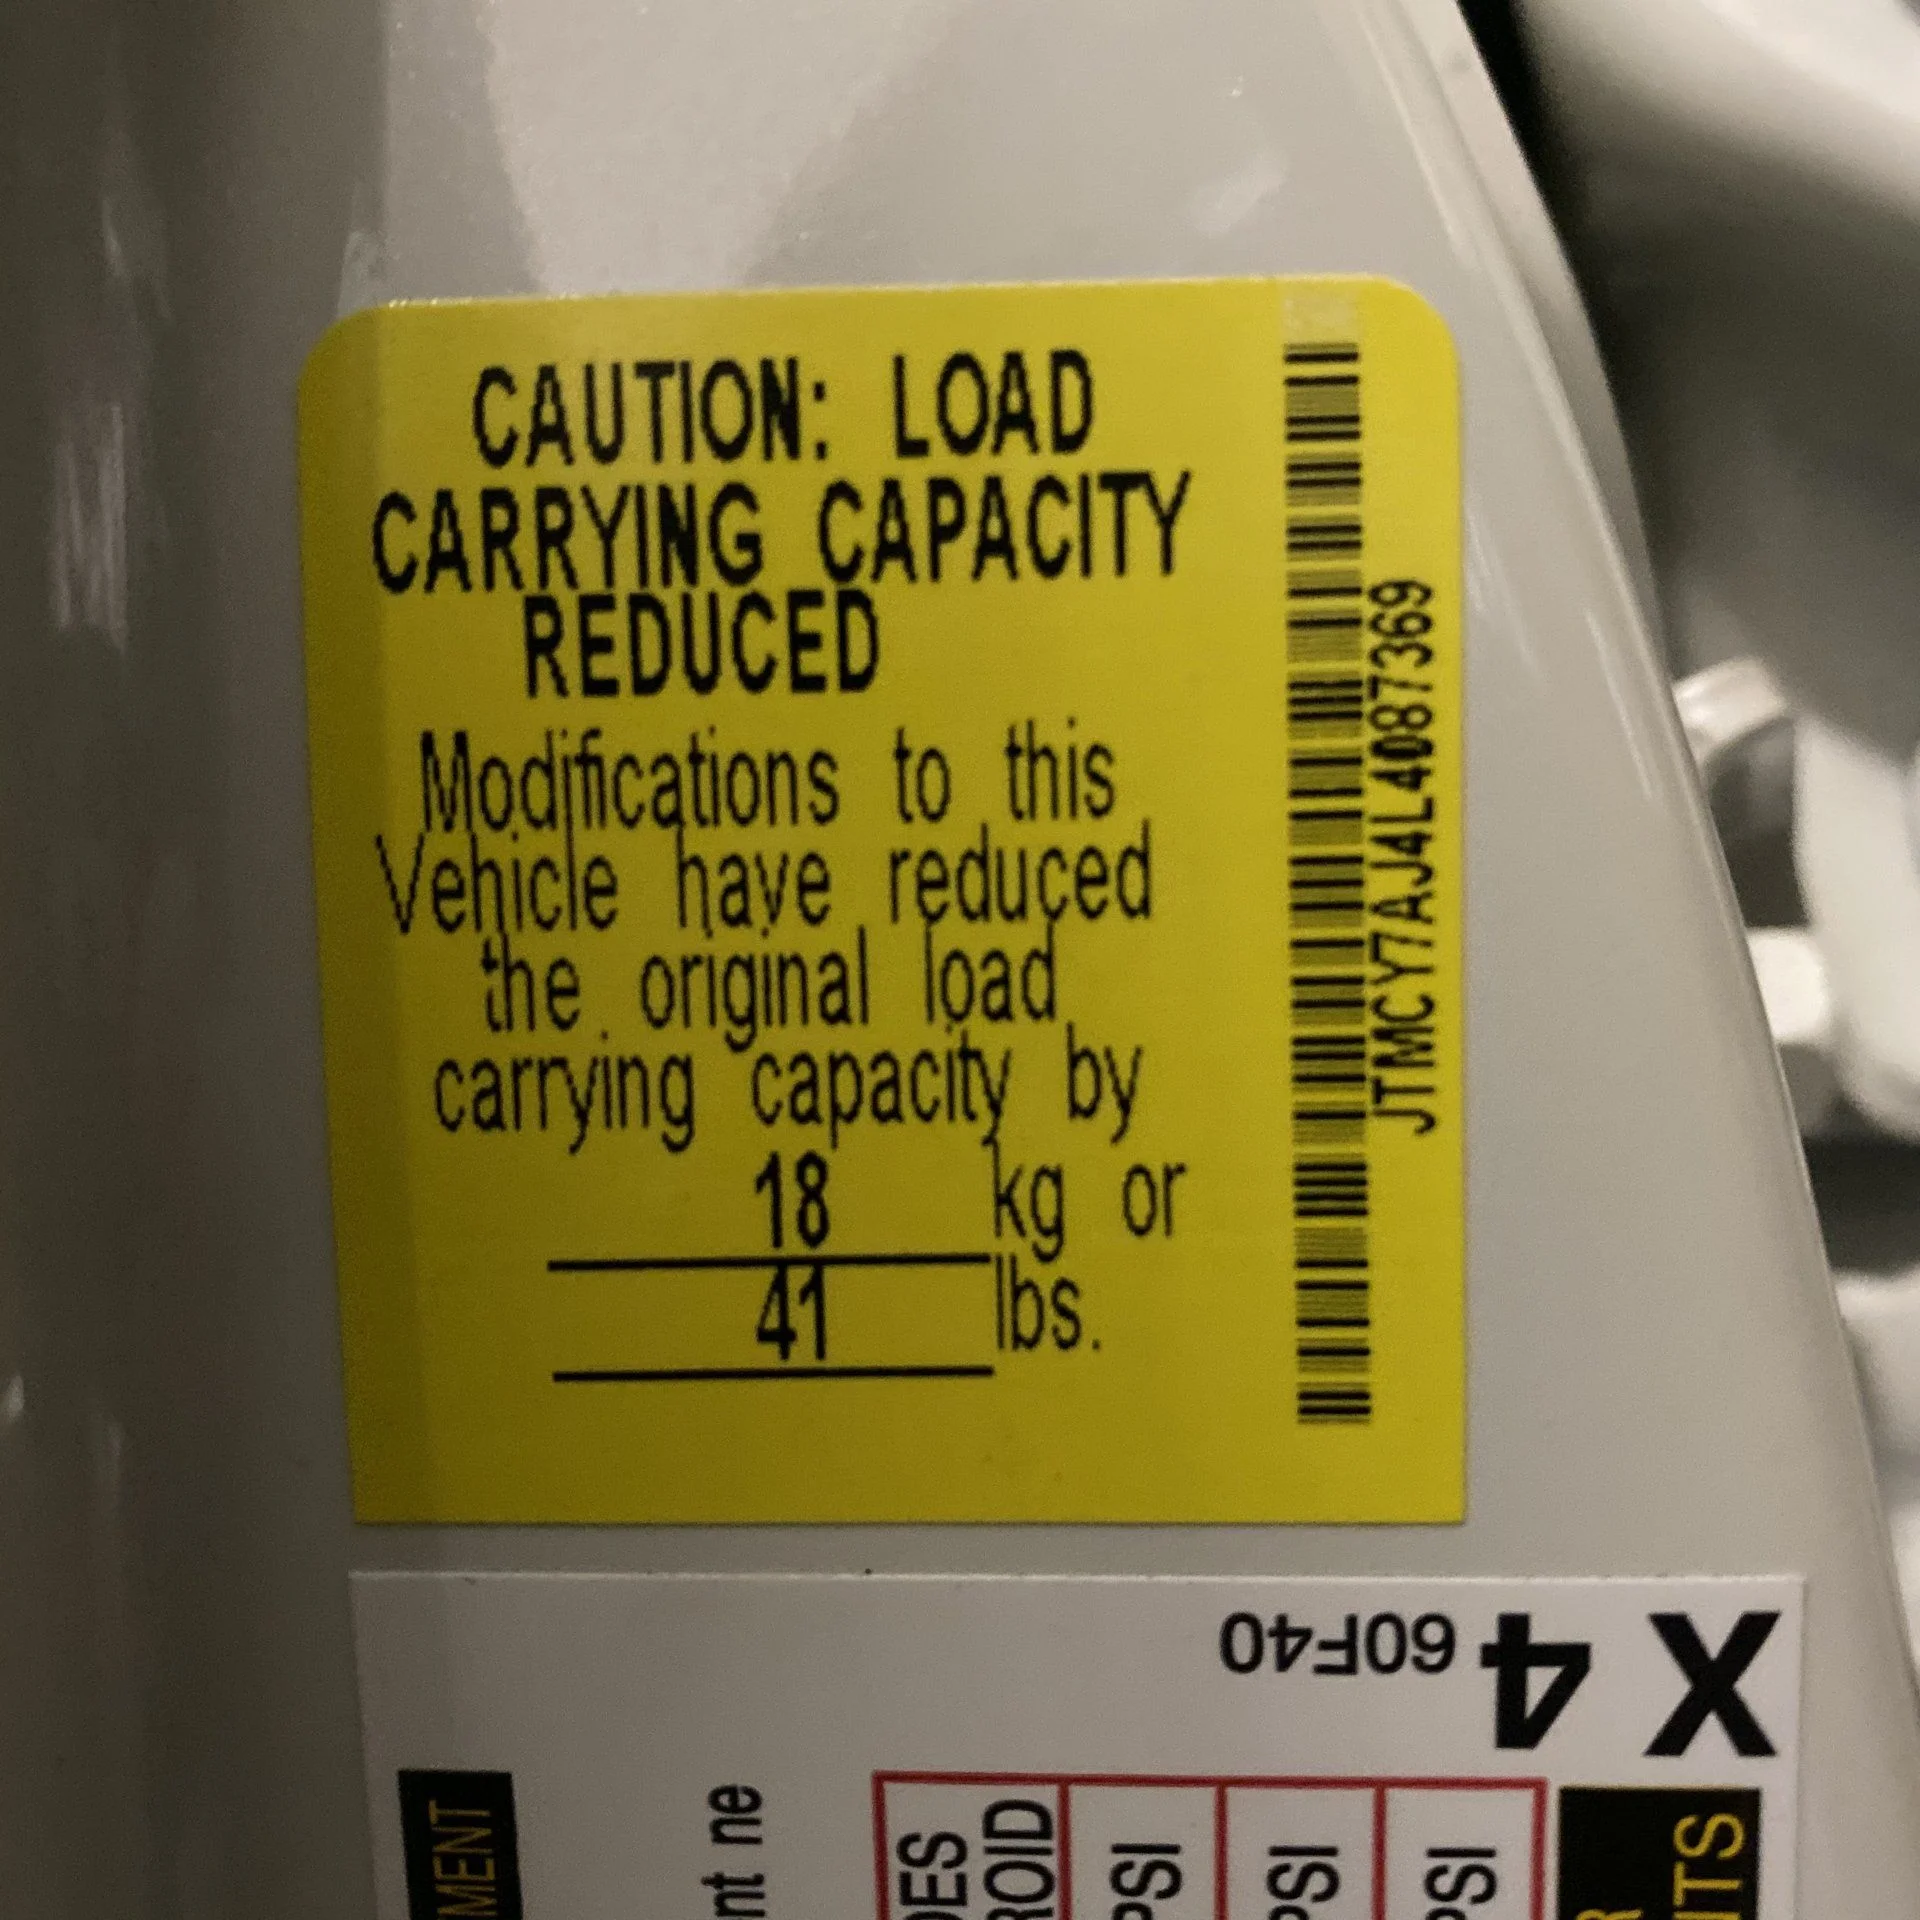 CAUTION: LOAD
CARRYING CAPACITY
REDUCED
Modifications to this
Vehicle have reduced
the original load
carrying capacity by
18 kg or
41 lbs.
JTMCY7AJ4L4087369
X 4 60F40
PSI
PSI
PSI